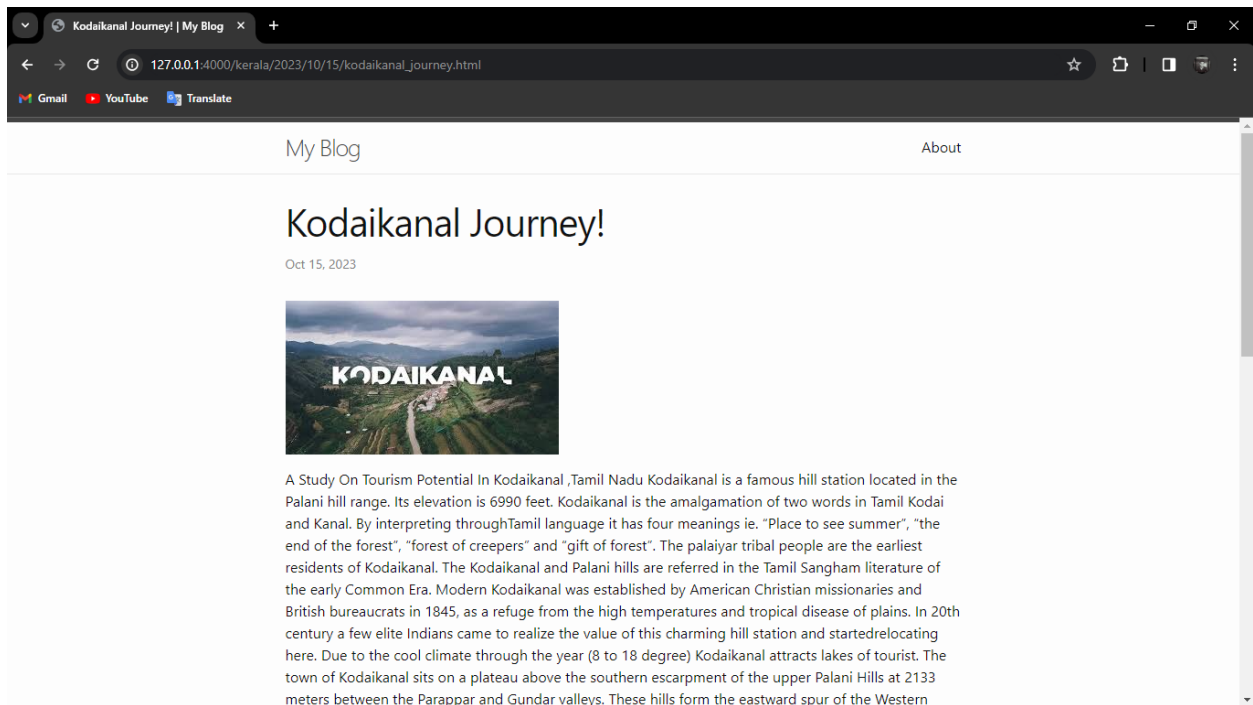 Kodaikanal Journey! | My Blog
127.0.0.1:4000/kerala/2023/10/15/kodaikanal_journey.html
Gmail YouTube Translate
My Blog About
Kodaikanal Journey!
Oct 15, 2023
KODAIKANAL
A Study On Tourism Potential In Kodaikanal ,Tamil Nadu Kodaikanal is a famous hill station located in the
Palani hill range. Its elevation is 6990 feet. Kodaikanal is the amalgamation of two words in Tamil Kodai
and Kanal. By interpreting throughTamil language it has four meanings ie. “Place to see summer”, “the
end of the forest”, “forest of creepers” and “gift of forest”. The palaiyar tribal people are the earliest
residents of Kodaikanal. The Kodaikanal and Palani hills are referred in the Tamil Sangham literature of
the early Common Era. Modern Kodaikanal was established by American Christian missionaries and
British bureaucrats in 1845, as a refuge from the high temperatures and tropical disease of plains. In 20th
century a few elite Indians came to realize the value of this charming hill station and startedrelocating
here. Due to the cool climate through the year (8 to 18 degree) Kodaikanal attracts lakes of tourist. The
town of Kodaikanal sits on a plateau above the southern escarpment of the upper Palani Hills at 2133
meters between the Parappar and Gundar valleys. These hills form the eastward spur of the Western